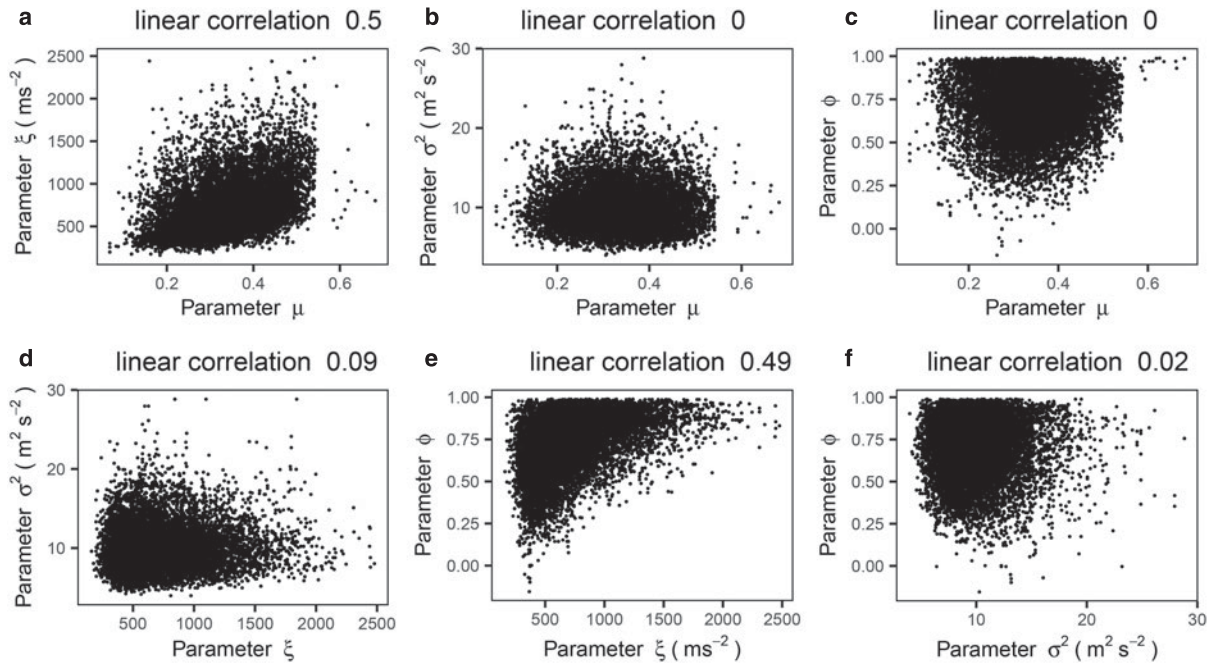 a linear correlation 0.5
Parameter ξ ( ms⁻² )
2500
2000
1500
1000
500
0.2 0.4 0.6
Parameter μ
b linear correlation 0
Parameter σ² ( m² s⁻² )
30
20
10
0.2 0.4 0.6
Parameter μ
c linear correlation 0
Parameter ϕ
1.00
0.75
0.50
0.25
0.00
0.2 0.4 0.6
Parameter μ
d linear correlation 0.09
Parameter σ² ( m² s⁻² )
30
20
10
500 1000 1500 2000 2500
Parameter ξ
e linear correlation 0.49
Parameter ϕ
1.00
0.75
0.50
0.25
0.00
500 1000 1500 2000 2500
Parameter ξ ( ms⁻² )
f linear correlation 0.02
Parameter ϕ
1.00
0.75
0.50
0.25
0.00
10 20 30
Parameter σ² ( m² s⁻² )